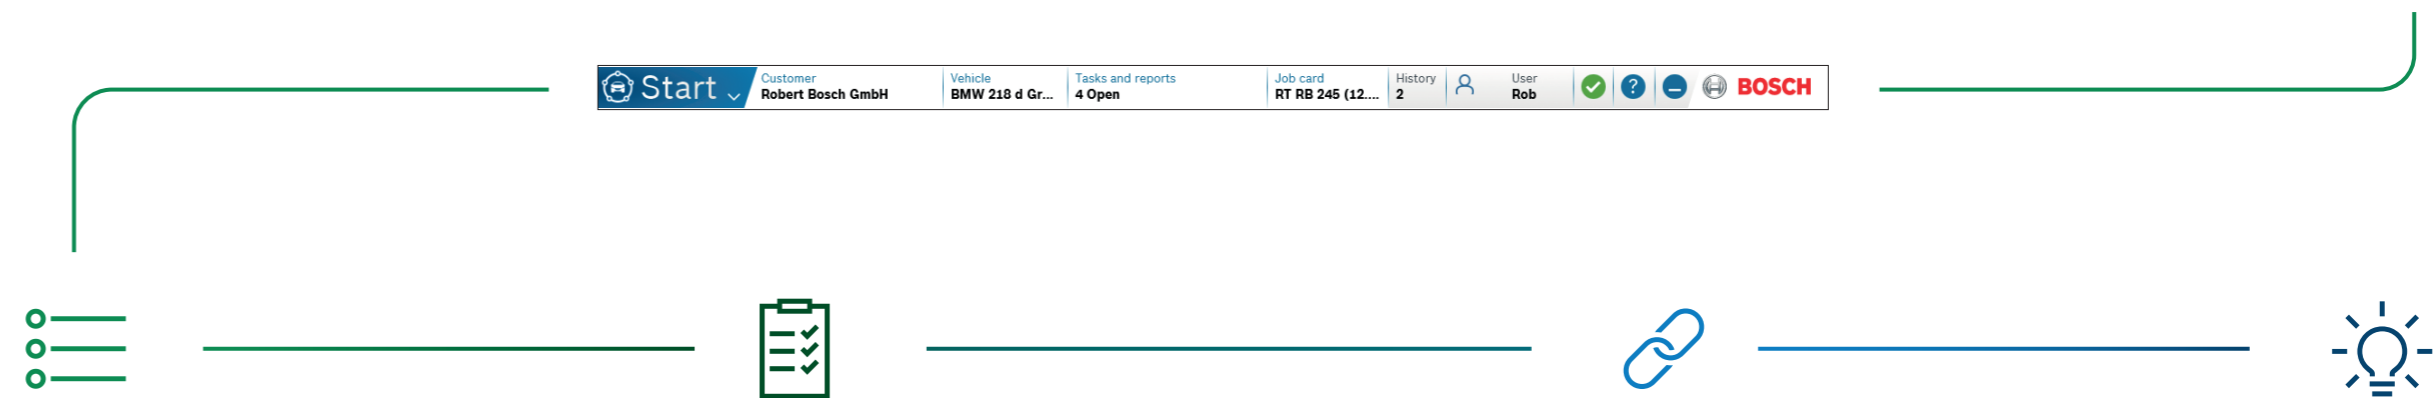 Start
Customer
Robert Bosch GmbH
Vehicle
BMW 218 d Gr...
Tasks and reports
4 Open
Job card
RT RB 245 (12....
History
2
User
Rob
?
BOSCH